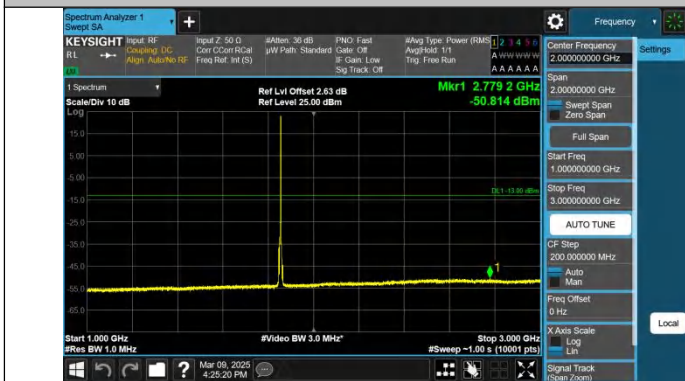 Spectrum Analyzer 1
Swept SA
Frequency
KEYSIGHT
RL
Input: RF
Coupling: DC
Align: Auto/No RF
Input Z: 50 Ω
Corr CCorr RCal
Freq Ref: Int (S)
#Atten: 36 dB
µW Path: Standard
PNO: Fast
Gate: Off
IF Gain: Low
Sig Track: Off
#Avg Type: Power (RMS)
Avg|Hold: 1/1
Trig: Free Run
1 2 3 4 5 6
A W W W W W
A A A A A A
1 Spectrum
Scale/Div 10 dB
Log
Ref Lvl Offset 2.63 dB
Ref Level 25.00 dBm
Mkr1 2.779 2 GHz
-50.814 dBm
15.0
5.00
-5.00
-15.0
-25.0
-35.0
-45.0
-55.0
-65.0
DL1 -13.00 dBm
1
Start 1.000 GHz
#Res BW 1.0 MHz
#Video BW 3.0 MHz*
Stop 3.000 GHz
#Sweep ~1.00 s (10001 pts)
Mar 09, 2025
4:25:20 PM
Center Frequency
2.000000000 GHz
Settings
Span
2.00000000 GHz
Swept Span
Zero Span
Full Span
Start Freq
1.000000000 GHz
Stop Freq
3.000000000 GHz
AUTO TUNE
CF Step
200.000000 MHz
Auto
Man
Freq Offset
0 Hz
X Axis Scale
Log
Lin
Local
Signal Track
(Span Zoom)